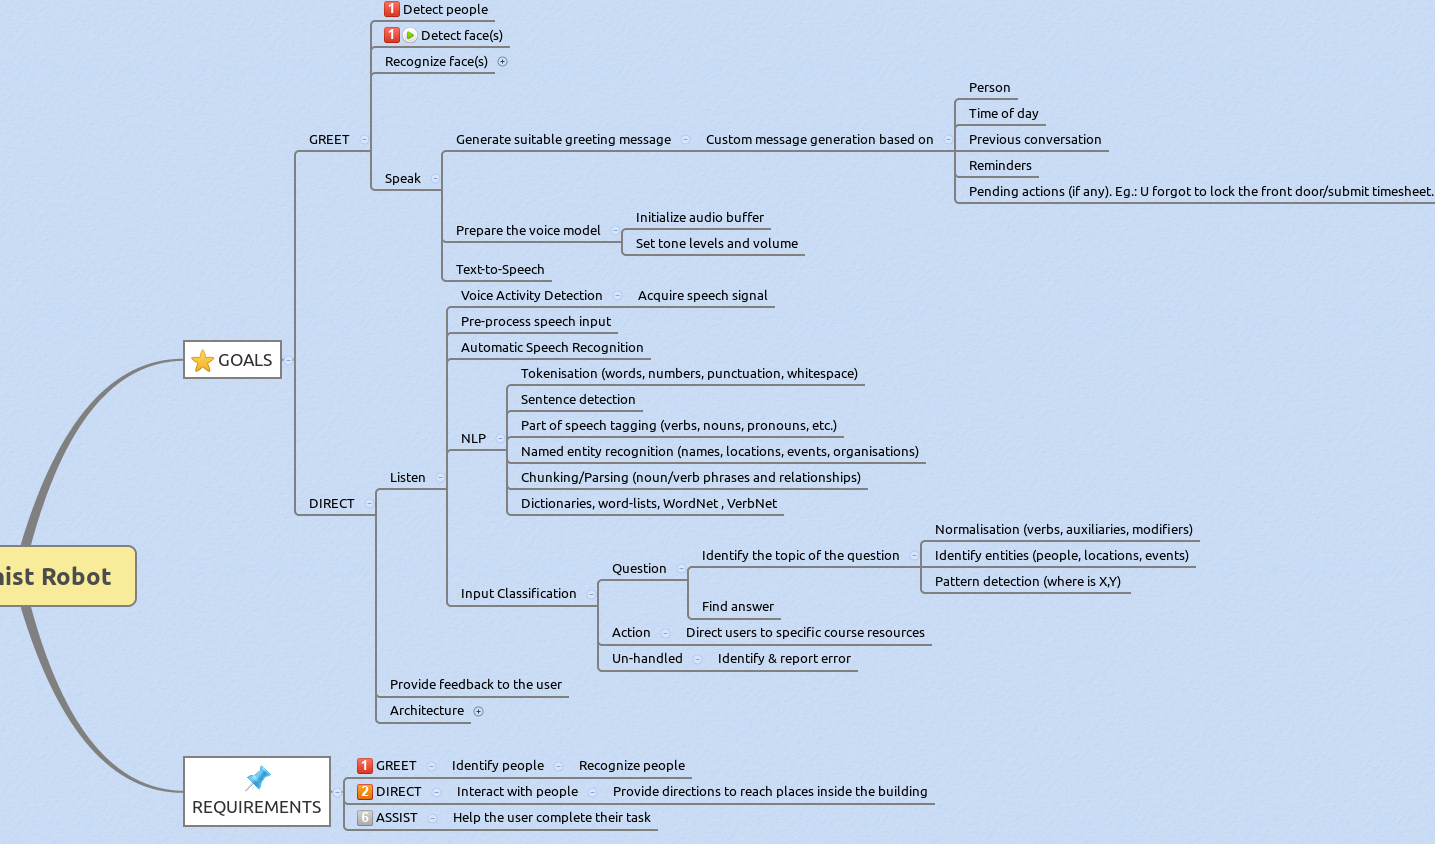 1 Detect people
1 Detect face(s)
Recognize face(s)
Person
Time of day
GREET
Generate suitable greeting message
Custom message generation based on
Previous conversation
Reminders
Speak
Pending actions (if any). Eg.: U forgot to lock the front door/submit timesheet.
Initialize audio buffer
Prepare the voice model
Set tone levels and volume
Text-to-Speech
Voice Activity Detection
Acquire speech signal
Pre-process speech input
Automatic Speech Recognition
GOALS
Tokenisation (words, numbers, punctuation, whitespace)
Sentence detection
Part of speech tagging (verbs, nouns, pronouns, etc.)
NLP
Named entity recognition (names, locations, events, organisations)
Listen
Chunking/Parsing (noun/verb phrases and relationships)
DIRECT
Dictionaries, word-lists, WordNet , VerbNet
Normalisation (verbs, auxiliaries, modifiers)
Identify the topic of the question
Identify entities (people, locations, events)
Question
Pattern detection (where is X,Y)
Robot
Input Classification
Find answer
Action
Direct users to specific course resources
Un-handled
Identify & report error
Provide feedback to the user
Architecture
1 GREET
Identify people
Recognize people
2 DIRECT
Interact with people
Provide directions to reach places inside the building
REQUIREMENTS
6 ASSIST
Help the user complete their task